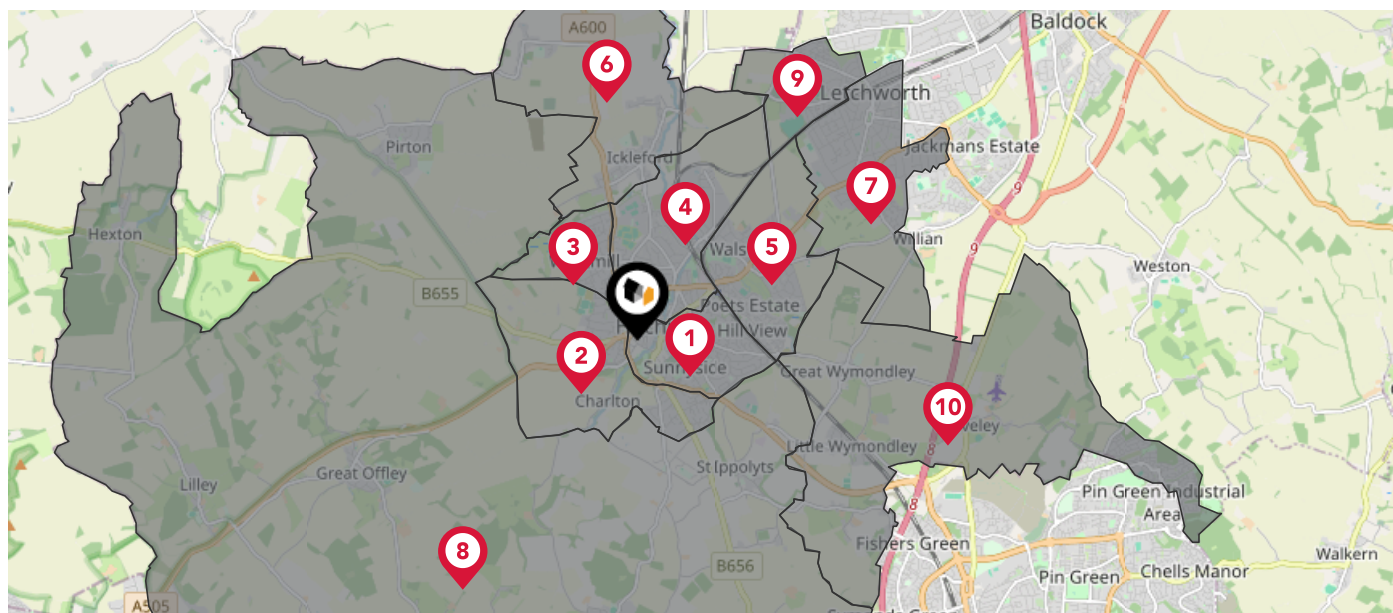 Baldock
A600
6
9
Letchworth
Pirton
Ickleford
Jackmans Estate
7
9
4
Hexton
3
5
Willian
9
Weston
B655
Poets Estate
1
Hill View
2
Sunnyside
Great Wymondley
Charlton
10
Little Wymondley
8
St Ippolyts
Great Offley
Lilley
Pin Green Industrial
Area
8
Fishers Green
8
B656
Walkern
Pin Green
Chells Manor
A505